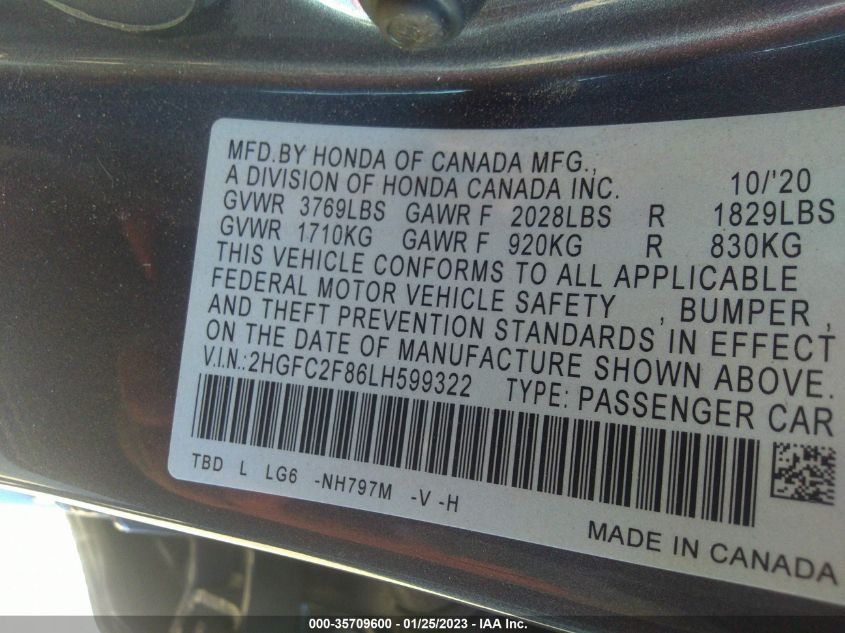 MFD.BY HONDA OF CANADA MFG.,
A DIVISION OF HONDA CANADA INC. 10/'20
GVWR 3769LBS GAWR F 2028LBS R 1829LBS
GVWR 1710KG GAWR F 920KG R 830KG
THIS VEHICLE CONFORMS TO ALL APPLICABLE
FEDERAL MOTOR VEHICLE SAFETY , BUMPER ,
AND THEFT PREVENTION STANDARDS IN EFFECT
ON THE DATE OF MANUFACTURE SHOWN ABOVE.
V.I.N.: 2HGFC2F86LH599322 TYPE: PASSENGER CAR
TBD L LG6 -NH797M -V -H
MADE IN CANADA
000-35709600 - 01/25/2023 - IAA Inc.